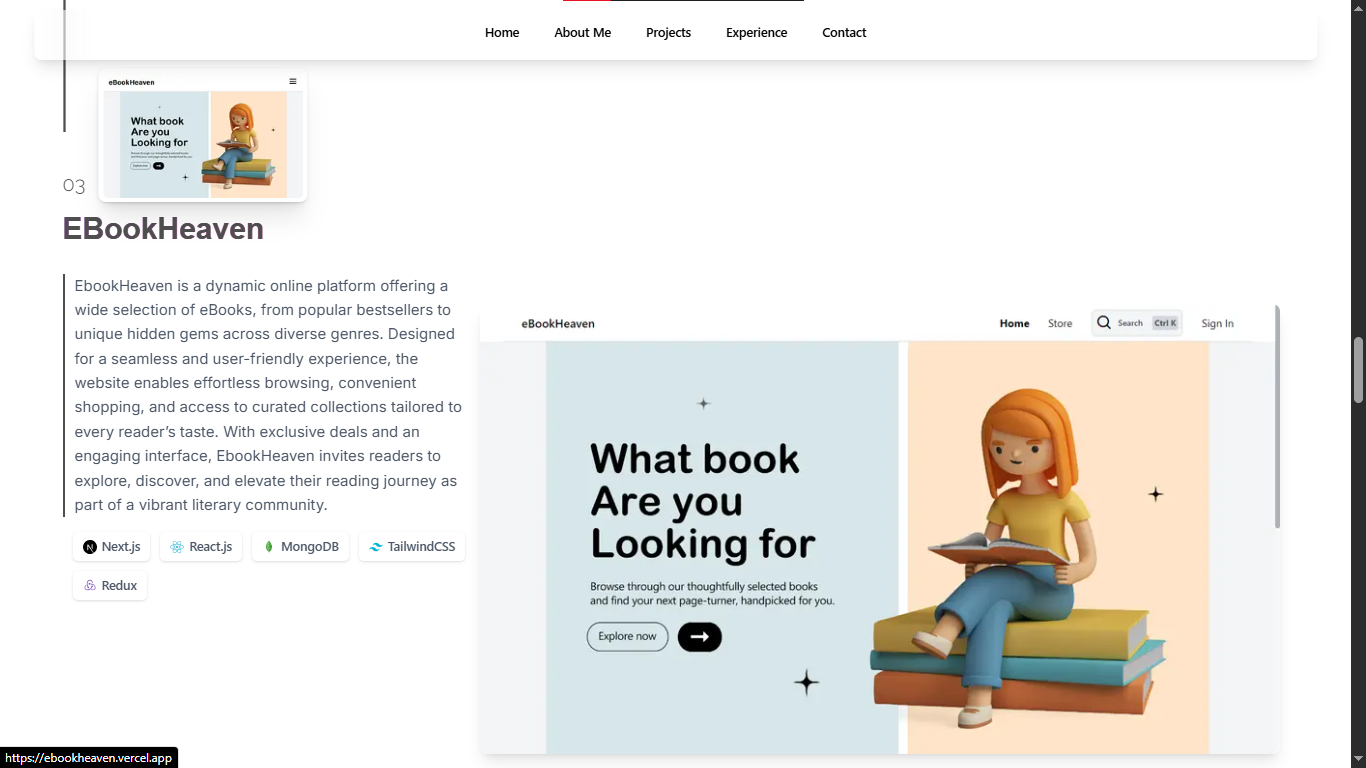 Home About Me Projects Experience Contact
eBookHeaven
What book
Are you
Looking for
Explore now
03
EBookHeaven
EbookHeaven is a dynamic online platform offering a
wide selection of eBooks, from popular bestsellers to
unique hidden gems across diverse genres. Designed
for a seamless and user-friendly experience, the
website enables effortless browsing, convenient
shopping, and access to curated collections tailored to
every reader’s taste. With exclusive deals and an
engaging interface, EbookHeaven invites readers to
explore, discover, and elevate their reading journey as
part of a vibrant literary community.
Next.js React.js MongoDB TailwindCSS
Redux
eBookHeaven Home Store Search Ctrl K Sign In
What book
Are you
Looking for
Browse through our thoughtfully selected books
and find your next page-turner, handpicked for you.
Explore now
https://ebookheaven.vercel.app